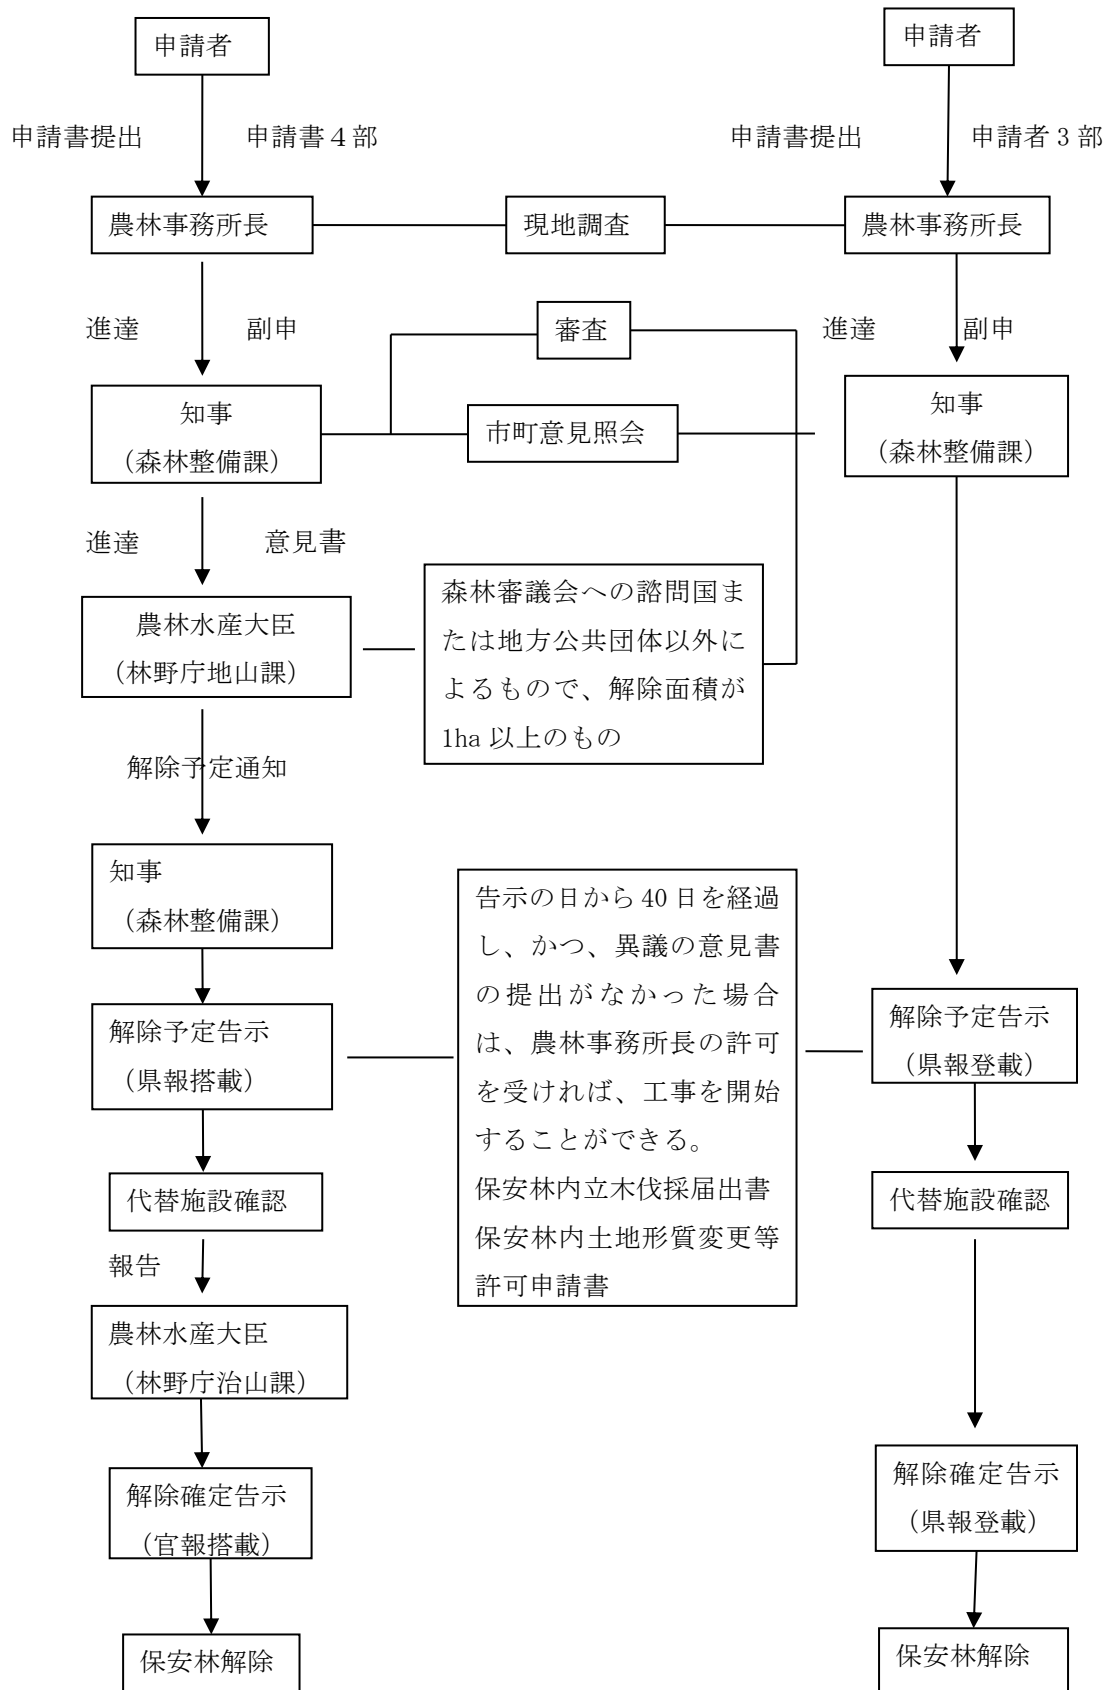 申請者
申請者
申請書提出 申請書４部
申請書提出 申請者 3 部
農林事務所長
現地調査
農林事務所長
進達 副申
審査
進達 副申
知事
（森林整備課）
市町意見照会
知事
（森林整備課）
進達 意見書
農林水産大臣
（林野庁地山課）
森林審議会への諮問国ま
たは地方公共団体以外に
よるもので、解除面積が
1ha 以上のもの
解除予定通知
知事
（森林整備課）
告示の日から 40 日を経過
し、かつ、異議の意見書
の提出がなかった場合
は、農林事務所長の許可
を受ければ、工事を開始
することができる。
保安林内立木伐採届出書
保安林内土地形質変更等
許可申請書
解除予定告示
（県報搭載）
解除予定告示
（県報登載）
代替施設確認
代替施設確認
報告
農林水産大臣
（林野庁治山課）
解除確定告示
（官報搭載）
解除確定告示
（県報登載）
保安林解除
保安林解除